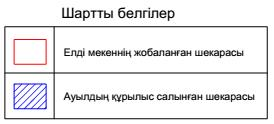 Шартты белгілер
Елді мекеннің жобаланған шекарасы
Ауылдың құрылыс салынған шекарасы